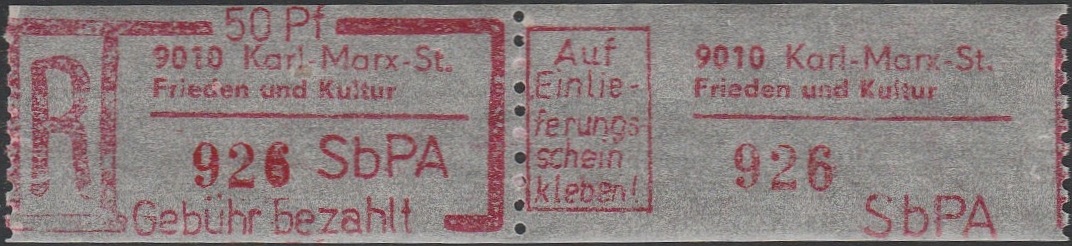 R
50 Pf
9010 Karl-Marx-St.
Frieden und Kultur
926 SbPA
Gebühr bezahlt
Auf
Einlie-
ferungs-
schein
kleben!
9010 Karl-Marx-St.
Frieden und Kultur
926
SbPA